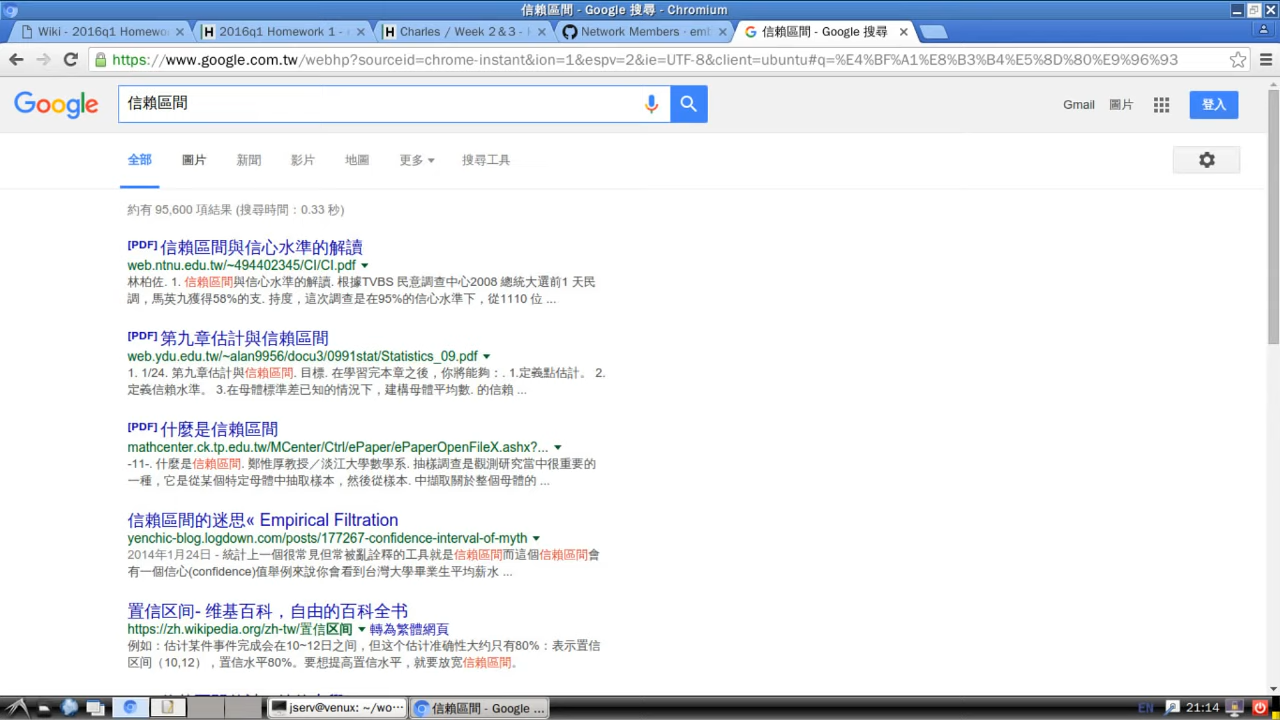 信賴區間 - Google 搜尋 - Chromium
Wiki - 2016q1 Homewo
2016q1 Homework 1 -
Charles / Week 2 & 3 -
Network Members - em
信賴區間 - Google 搜尋
https://www.google.com.tw/webhp?sourceid=chrome-instant&ion=1&espv=2&ie=UTF-8&client=ubuntu#q=%E4%BF%A1%E8%B3%B4%E5%8D%80%E9%96%93
Google
信賴區間
Gmail 圖片
登入
全部 圖片 新聞 影片 地圖 更多 搜尋工具
約有 95,600 項結果 (搜尋時間：0.33 秒)
[PDF] 信賴區間與信心水準的解讀
web.ntnu.edu.tw/~494402345/CI/CI.pdf
林柏佐. 1. 信賴區間與信心水準的解讀. 根據TVBS 民意調查中心2008 總統大選前1 天民
調，馬英九獲得58%的支. 持度，這次調查是在95%的信心水準下，從1110 位 ...
[PDF] 第九章估計與信賴區間
web.ydu.edu.tw/~alan9956/docu3/0991stat/Statistics_09.pdf
1. 1/24. 第九章估計與信賴區間. 目標. 在學習完本章之後，你將能夠：. 1.定義點估計。 2.
定義信賴水準。 3.在母體標準差已知的情況下，建構母體平均數. 的信賴 ...
[PDF] 什麼是信賴區間
mathcenter.ck.tp.edu.tw/MCenter/Ctrl/ePaper/ePaperOpenFileX.ashx?...
-11-. 什麼是信賴區間. 鄭惟厚教授／淡江大學數學系. 抽樣調查是觀測研究當中很重要的
一種，它是從某個特定母體中抽取樣本，然後從樣本. 中擷取關於整個母體的 ...
信賴區間的迷思« Empirical Filtration
yenchic-blog.logdown.com/posts/177267-confidence-interval-of-myth
2014年1月24日 - 統計上一個很常見但常被亂詮釋的工具就是信賴區間而這個信賴區間會
有一個信心(confidence)值舉例來說你會看到台灣大學畢業生平均薪水 ...
置信区间- 维基百科，自由的百科全书
https://zh.wikipedia.org/zh-tw/置信区间 轉為繁體網頁
例如：估计某件事件完成会在10~12日之间，但这个估计准确性大约只有80%：表示置信
区间（10,12），置信水平80%。要想提高置信水平，就要放宽信賴區間。
jserv@venux: ~/wo...
信賴區間 - Google ...
EN
21:14